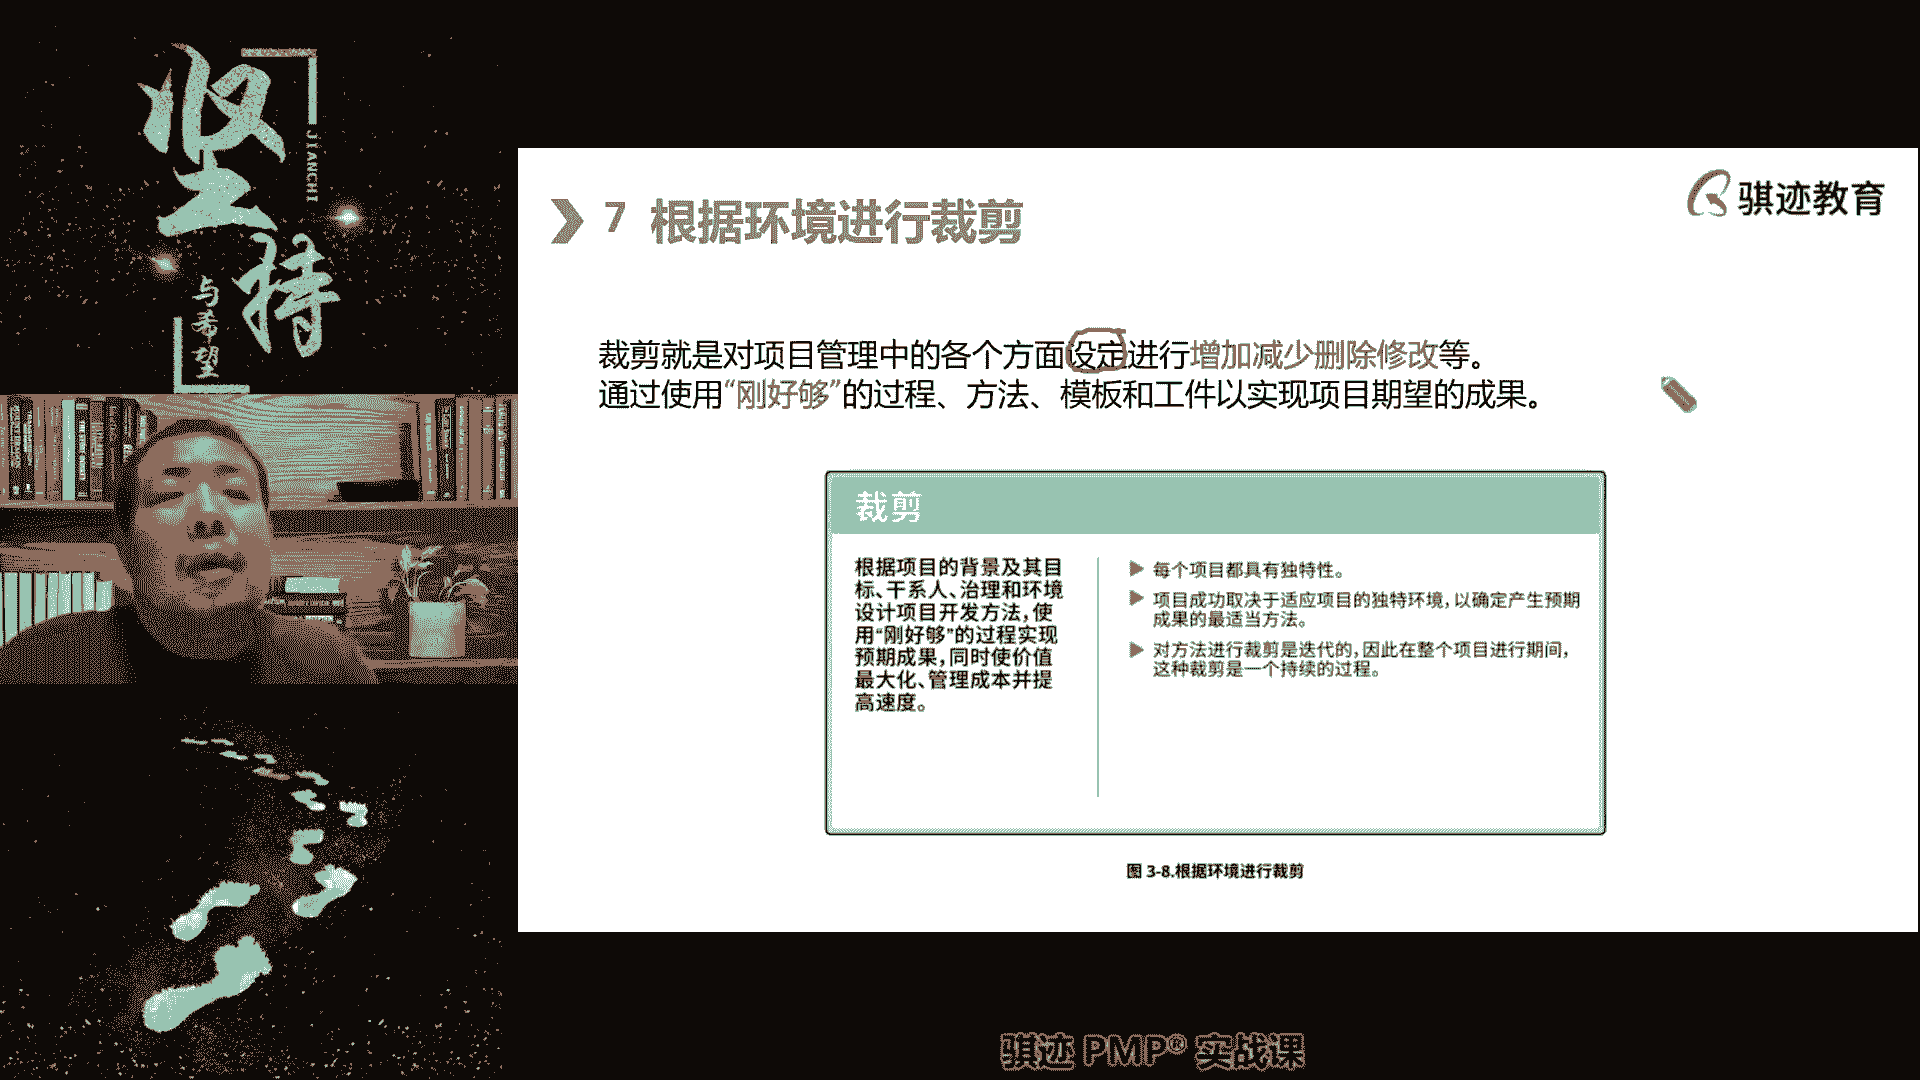 坚持
JIANCHI
与希望
骐迹教育
7 根据环境进行裁剪
裁剪就是对项目管理中的各个方面设定进行增加减少删除修改等。
通过使用“刚好够”的过程、方法、模板和工件以实现项目期望的成果。
裁剪
根据项目的背景及其目
标、干系人、治理和环境
设计项目开发方法，使
用“刚好够”的过程实现
预期成果，同时使价值
最大化、管理成本并提
高速度。
每个项目都具有独特性。
项目成功取决于适应项目的独特环境，以确定产生预期
成果的最适当方法。
对方法进行裁剪是迭代的，因此在整个项目进行期间，
这种裁剪是一个持续的过程。
图 3-8.根据环境进行裁剪
骐迹 PMP® 实战课